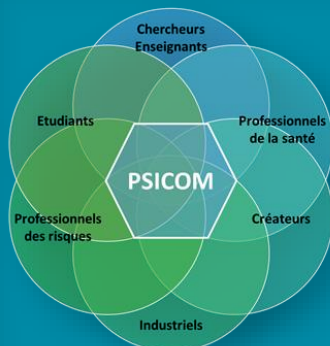 Chercheurs
Enseignants
Etudiants
Professionnels
de la santé
PSICOM
Professionnels
des risques
Créateurs
Industriels